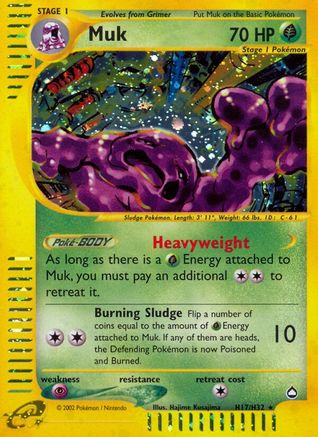 STAGE 1 Evolves from Grimer Put Muk on the Basic Pokémon
Muk 70 HP
Stage 1 Pokémon
Sludge Pokémon, Length: 3' 11", Weight: 66 lbs. ID: C-61
Poké-BODY Heavyweight
As long as there is a Energy attached to
Muk, you must pay an additional to
retreat it.
Burning Sludge Flip a number of
coins equal to the amount of Energy
attached to Muk. If any of them are heads,
the Defending Pokémon is now Poisoned
and Burned.
10
weakness resistance retreat cost
© 2002 Pokémon / Nintendo Illus. Hajime Kusajima H17/H32